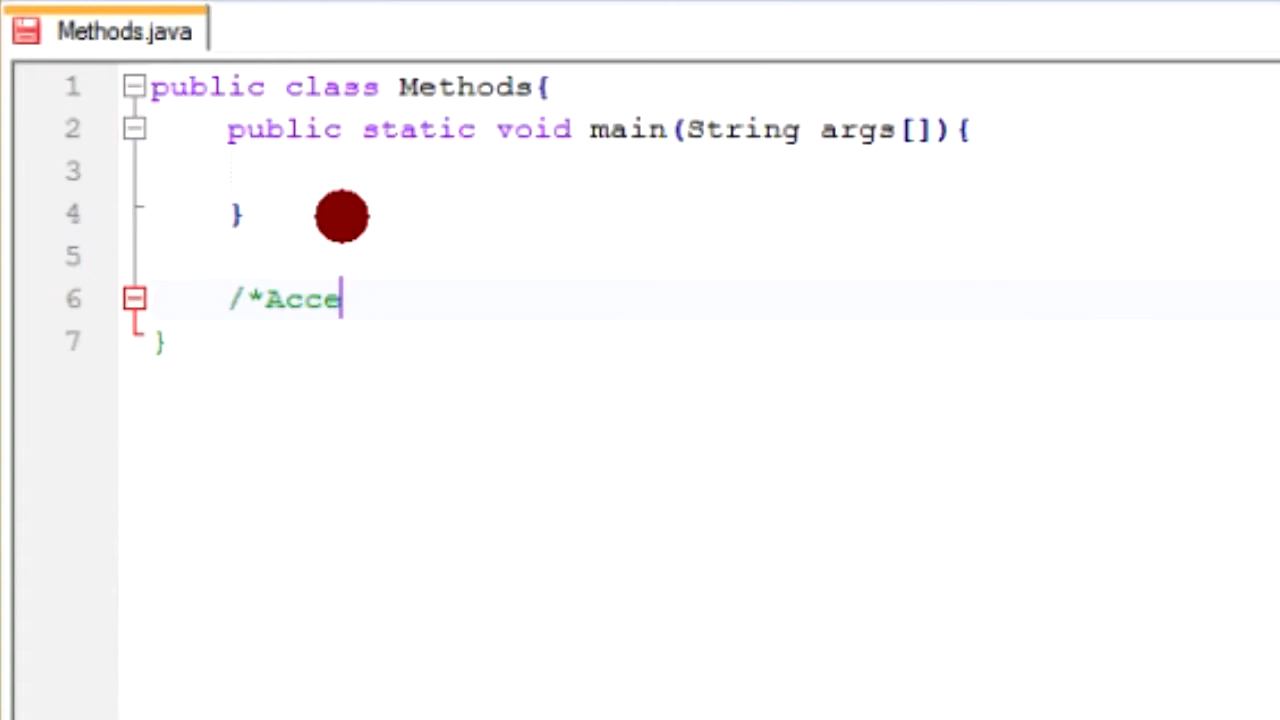 Methods.java
1 public class Methods{
2 public static void main(String args[]){
3
4 }
5
6 /*Acce
7 }